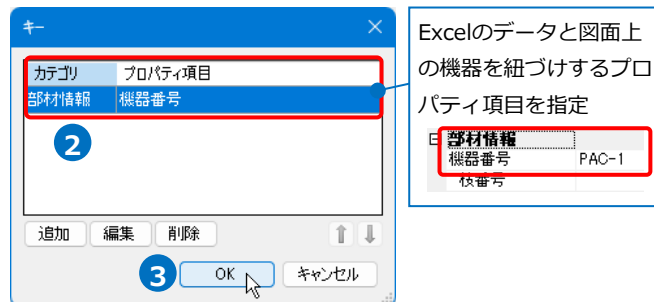 キー
カテゴリ プロパティ項目
部材情報 機器番号
2
追加 編集 削除
3 OK キャンセル
Excelのデータと図面上
の機器を紐づけするプロ
パティ項目を指定
部材情報
機器番号 PAC-1
枝番号